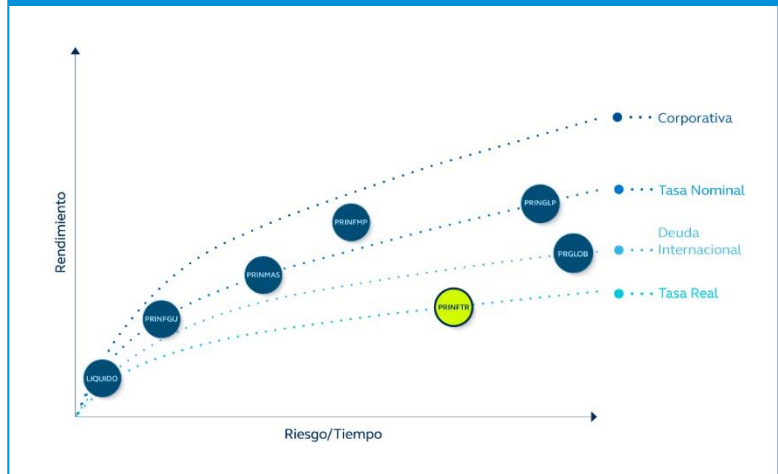 Rendimiento
Corporativa
Tasa Nominal
Deuda
Internacional
Tasa Real
PRINFMP
PRINGLP
PRINMAS
PRGLOB
PRINFGU
PRINFTR
LIQUIDO
Riesgo/Tiempo